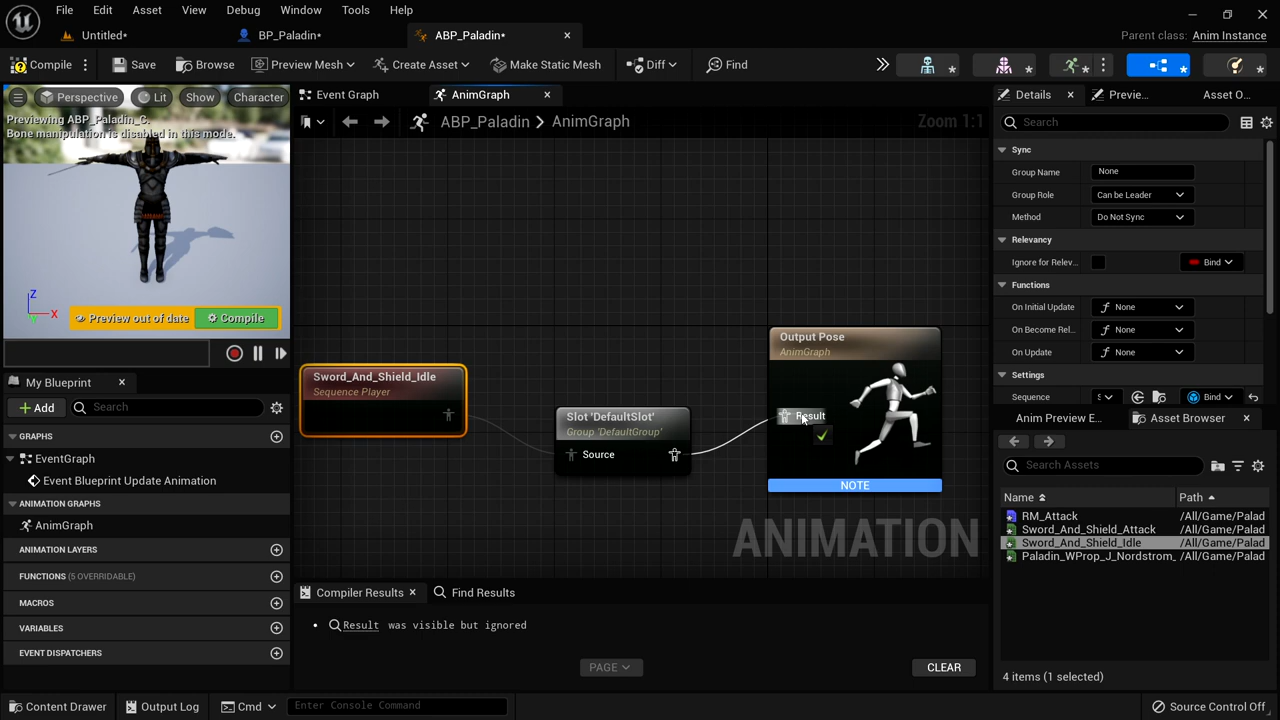 File Edit Asset View Debug Window Tools Help
Untitled* BP_Paladin* ABP_Paladin* Parent class: Anim Instance
Compile Save Browse Preview Mesh Create Asset Make Static Mesh Diff Find
Perspective Lit Show Character
Previewing ABP_Paladin_C.
Bone manipulation is disabled in this mode.
Z
X
Y
Preview out of date Compile
My Blueprint
Add Search
GRAPHS
EventGraph
Event Blueprint Update Animation
ANIMATION GRAPHS
AnimGraph
ANIMATION LAYERS
FUNCTIONS (5 OVERRIDABLE)
MACROS
VARIABLES
EVENT DISPATCHERS
Event Graph AnimGraph
ABP_Paladin > AnimGraph Zoom 1:1
Sword_And_Shield_Idle
Sequence Player
Slot 'DefaultSlot'
Group 'DefaultGroup'
Source
Output Pose
AnimGraph
Result
NOTE
ANIMATION
Compiler Results Find Results
Result was visible but ignored
PAGE CLEAR
Details Previe... Asset O...
Search
Sync
Group Name None
Group Role Can be Leader
Method Do Not Sync
Relevancy
Ignore for Relev... Bind
Functions
On Initial Update None
On Become Rel... None
On Update None
Settings
Sequence S Bind
Anim Preview E... Asset Browser
Search Assets
Name Path
RM_Attack /All/Game/Palad
Sword_And_Shield_Attack /All/Game/Palad
Sword_And_Shield_Idle /All/Game/Palad
Paladin_WProp_J_Nordstrom_ /All/Game/Palad
4 items (1 selected)
Content Drawer Output Log Cmd Enter Console Command Source Control Off